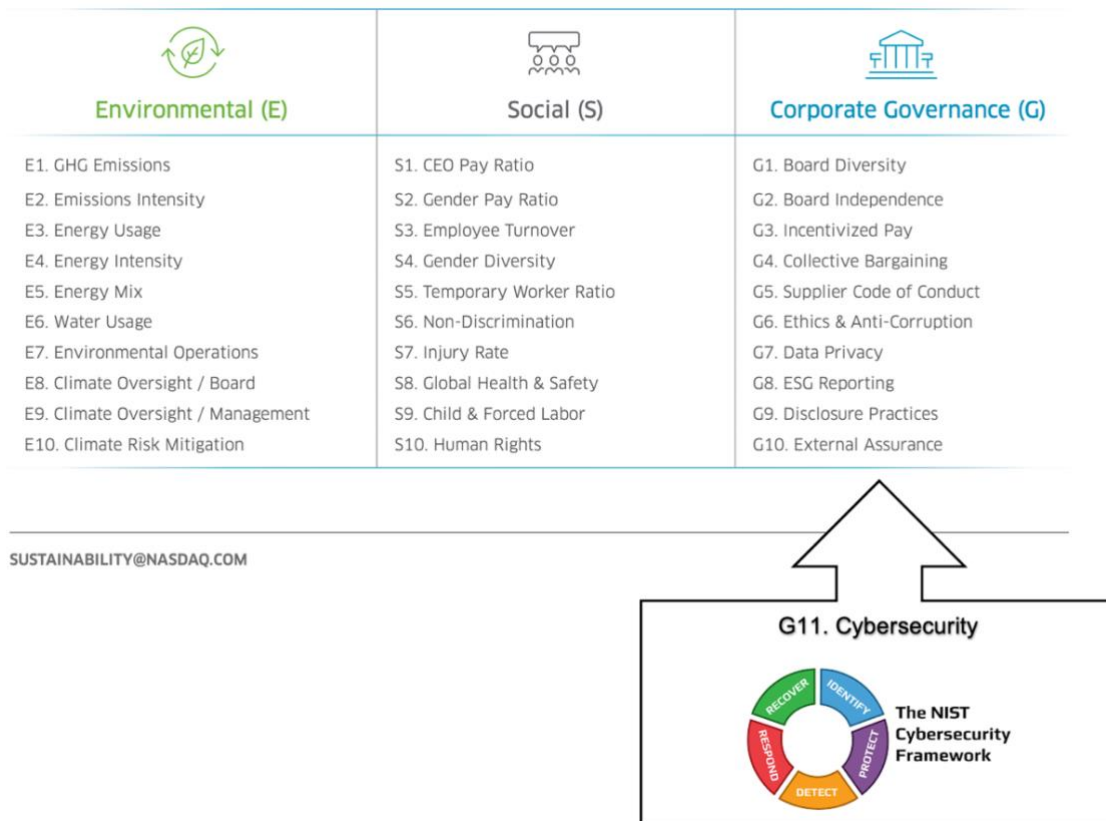 Environmental (E)
E1. GHG Emissions
E2. Emissions Intensity
E3. Energy Usage
E4. Energy Intensity
E5. Energy Mix
E6. Water Usage
E7. Environmental Operations
E8. Climate Oversight / Board
E9. Climate Oversight / Management
E10. Climate Risk Mitigation
Social (S)
S1. CEO Pay Ratio
S2. Gender Pay Ratio
S3. Employee Turnover
S4. Gender Diversity
S5. Temporary Worker Ratio
S6. Non-Discrimination
S7. Injury Rate
S8. Global Health & Safety
S9. Child & Forced Labor
S10. Human Rights
Corporate Governance (G)
G1. Board Diversity
G2. Board Independence
G3. Incentivized Pay
G4. Collective Bargaining
G5. Supplier Code of Conduct
G6. Ethics & Anti-Corruption
G7. Data Privacy
G8. ESG Reporting
G9. Disclosure Practices
G10. External Assurance
SUSTAINABILITY@NASDAQ.COM
G11. Cybersecurity
IDENTIFY
PROTECT
DETECT
RESPOND
RECOVER
The NIST
Cybersecurity
Framework